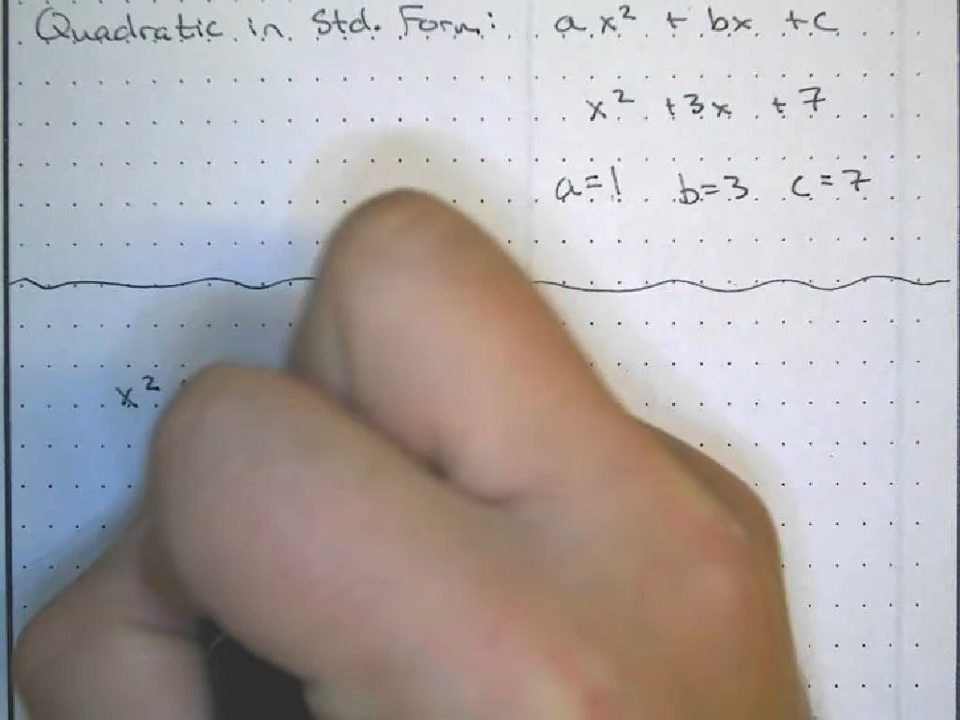 Quadratic in Std. Form: ax² + bx + c
x² + 3x + 7
a=1 b=3 c=7
x²